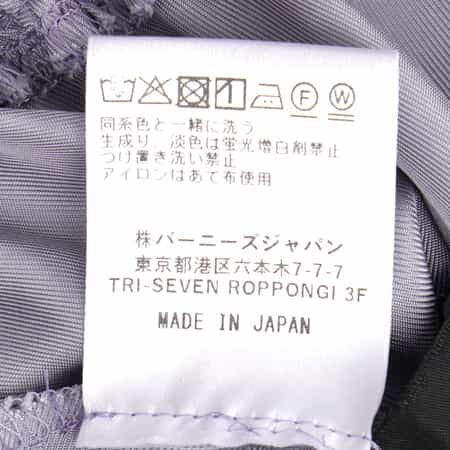 F W
同系色と一緒に洗う
生成り、淡色は蛍光増白剤禁止
つけ置き洗い禁止
アイロンはあて布使用
株バーニーズジャパン
東京都港区六本木7-7-7
TRI-SEVEN ROPPONGI 3F
MADE IN JAPAN